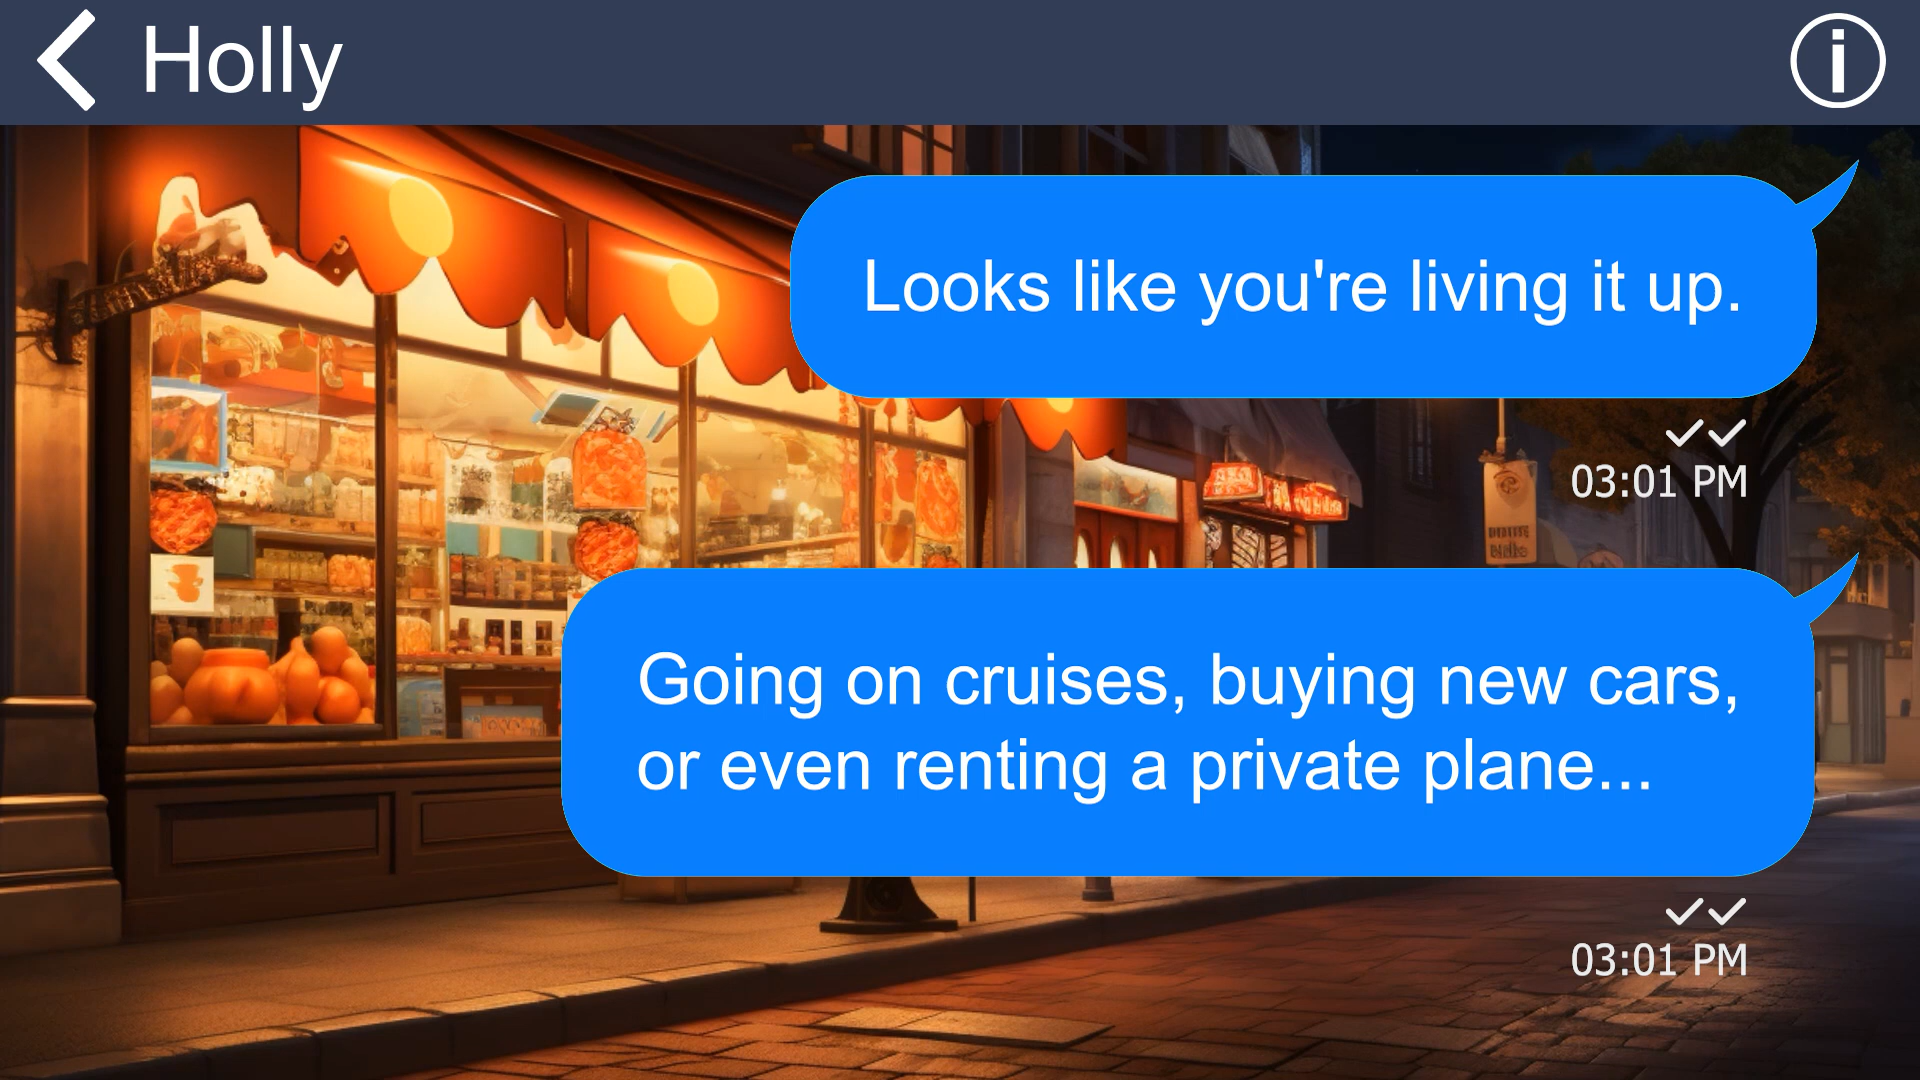 Holly
Looks like you're living it up.
03:01 PM
Going on cruises, buying new cars,
or even renting a private plane...
03:01 PM